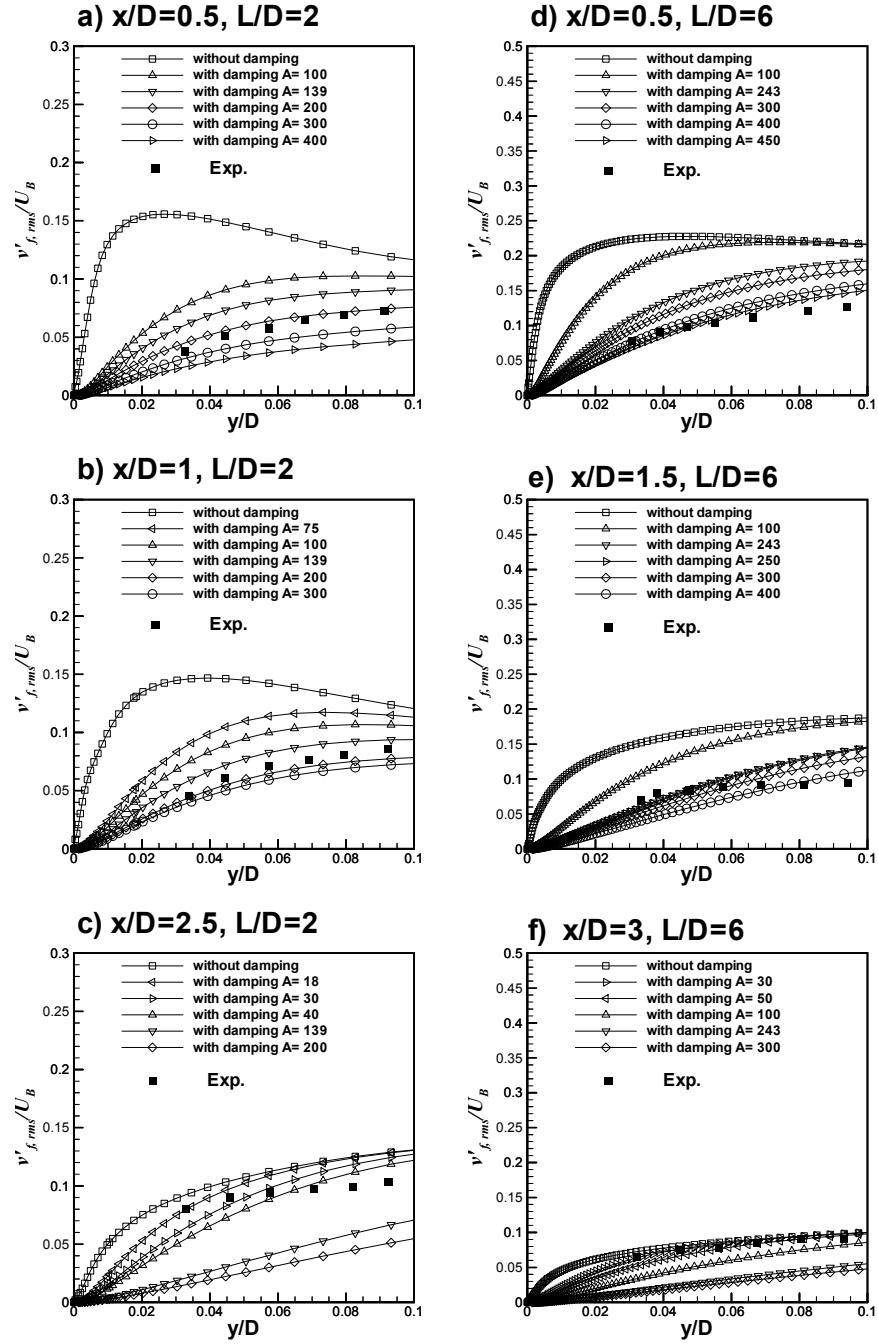 a) x/D=0.5, L/D=2
0.3
0.25
0.2
0.15
0.1
0.05
0
v'f, rms/UB
without damping
with damping A= 100
with damping A= 139
with damping A= 200
with damping A= 300
with damping A= 400
Exp.
0 0.02 0.04 0.06 0.08 0.1
y/D
b) x/D=1, L/D=2
0.3
0.25
0.2
0.15
0.1
0.05
0
v'f, rms/UB
without damping
with damping A= 75
with damping A= 100
with damping A= 139
with damping A= 200
with damping A= 300
Exp.
0 0.02 0.04 0.06 0.08 0.1
y/D
c) x/D=2.5, L/D=2
0.3
0.25
0.2
0.15
0.1
0.05
0
v'f, rms/UB
without damping
with damping A= 18
with damping A= 30
with damping A= 40
with damping A= 139
with damping A= 200
Exp.
0 0.02 0.04 0.06 0.08 0.1
y/D
d) x/D=0.5, L/D=6
0.5
0.45
0.4
0.35
0.3
0.25
0.2
0.15
0.1
0.05
0
v'f, rms/UB
without damping
with damping A= 100
with damping A= 243
with damping A= 300
with damping A= 400
with damping A= 450
Exp.
0 0.02 0.04 0.06 0.08 0.1
y/D
e) x/D=1.5, L/D=6
0.5
0.45
0.4
0.35
0.3
0.25
0.2
0.15
0.1
0.05
0
v'f, rms/UB
without damping
with damping A= 100
with damping A= 243
with damping A= 250
with damping A= 300
with damping A= 400
Exp.
0 0.02 0.04 0.06 0.08 0.1
y/D
f) x/D=3, L/D=6
0.5
0.45
0.4
0.35
0.3
0.25
0.2
0.15
0.1
0.05
0
v'f, rms/UB
without damping
with damping A= 30
with damping A= 50
with damping A= 100
with damping A= 243
with damping A= 300
Exp.
0 0.02 0.04 0.06 0.08 0.1
y/D